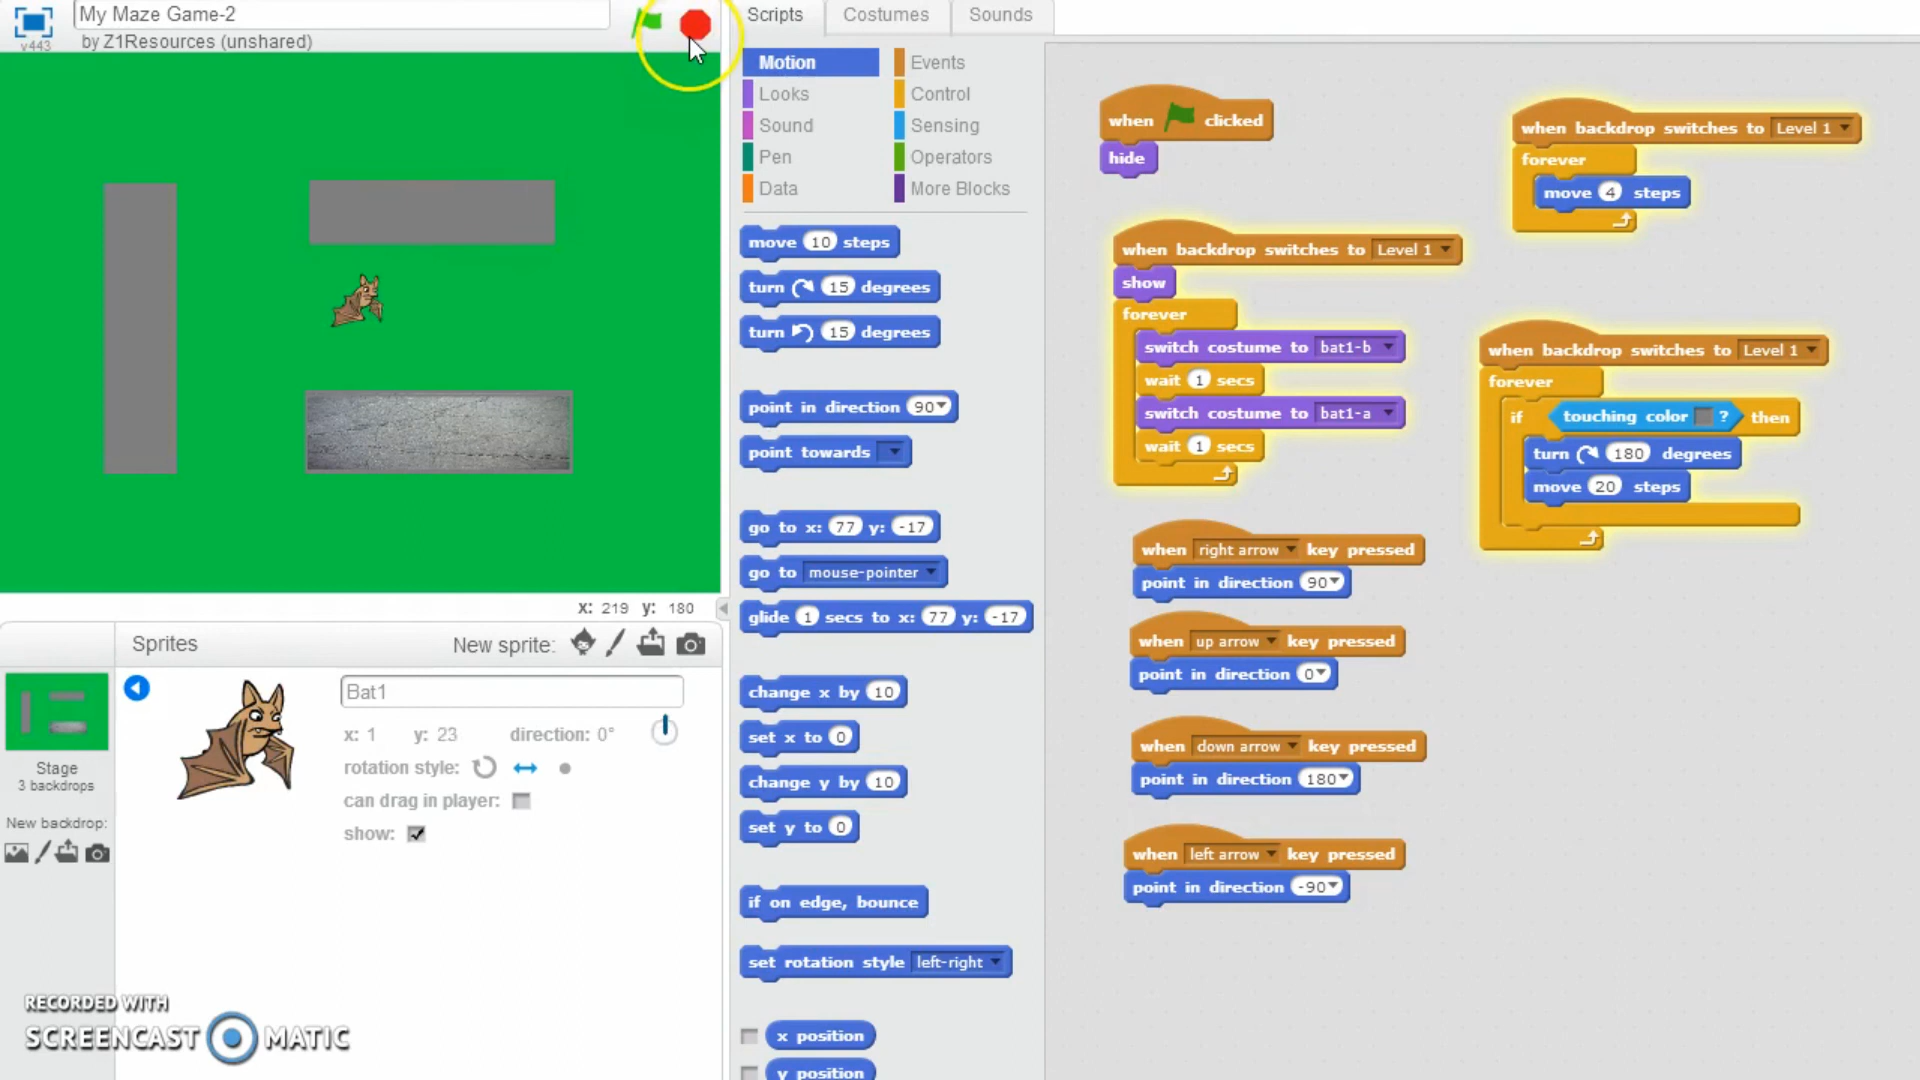 My Maze Game-2
v443
by Z1Resources (unshared)
Scripts
Costumes
Sounds
Motion
Events
Looks
Control
Sound
Sensing
Pen
Operators
Data
More Blocks
move 10 steps
turn 15 degrees
turn 15 degrees
point in direction 90
point towards
go to x: 77 y: -17
go to mouse-pointer
glide 1 secs to x: 77 y: -17
change x by 10
set x to 0
change y by 10
set y to 0
if on edge, bounce
set rotation style left-right
x position
y position
when clicked
hide
when backdrop switches to Level 1
show
forever
switch costume to bat1-b
wait 1 secs
switch costume to bat1-a
wait 1 secs
when right arrow key pressed
point in direction 90
when up arrow key pressed
point in direction 0
when down arrow key pressed
point in direction 180
when left arrow key pressed
point in direction -90
when backdrop switches to Level 1
forever
move 4 steps
when backdrop switches to Level 1
forever
if touching color ? then
turn 180 degrees
move 20 steps
x: 219 y: 180
Sprites
New sprite:
Stage
3 backdrops
New backdrop:
Bat1
x: 1 y: 23 direction: 0°
rotation style:
can drag in player:
show:
RECORDED WITH
SCREENCAST MATIC